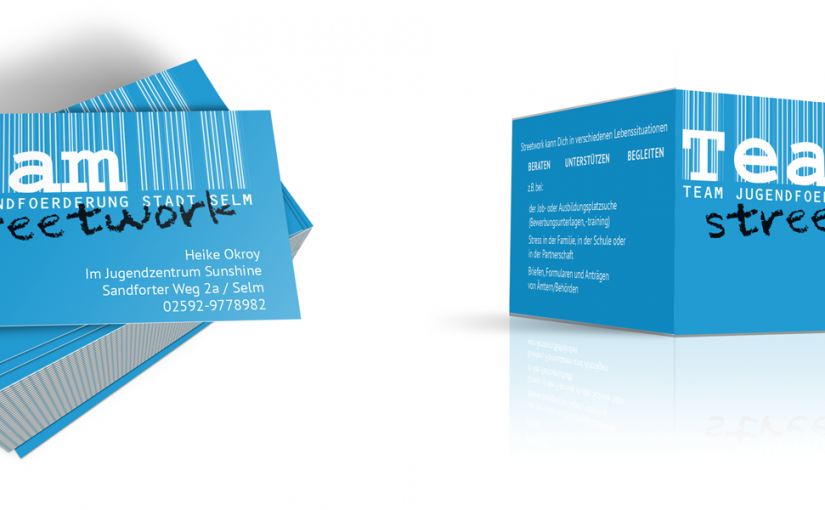 am
NDFOERDERUNG STADT SELM
reetwork
Heike Okroy
Im Jugendzentrum Sunshine
Sandforter Weg 2a / Selm
02592-9778982
Streetwork kann Dich in verschiedenen Lebenssituationen
BERATEN UNTERSTÜTZEN BEGLEITEN
z.B. bei:
der Job- oder Ausbildungsplatzsuche
(Bewerbungsunterlagen, -training)
Stress in der Familie, in der Schule oder
in der Partnerschaft
Briefen, Formularen und Anträgen
von Ämtern/Behörden
Tea
TEAM JUGENDFOER
stree